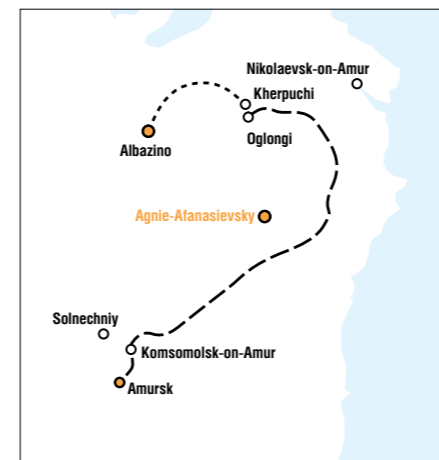 Nikolaevsk-on-Amur
Kherpuchi
Oglongi
Albazino
Agnie-Afanasievsky
Solnechniy
Komsomolsk-on-Amur
Amursk